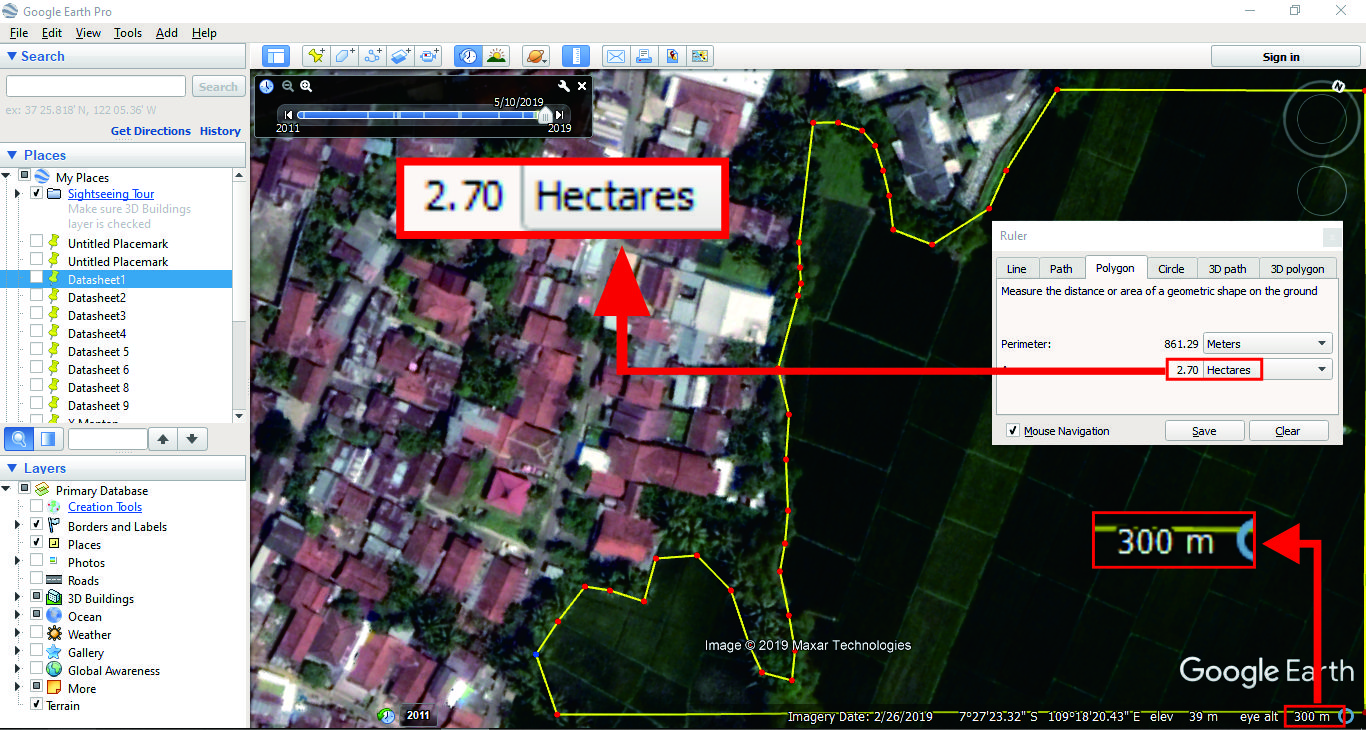 Google Earth Pro
File Edit View Tools Add Help
Search
Search
ex: 37 25.818' N, 122 05.36' W
Get Directions History
Places
My Places
Sightseeing Tour
Make sure 3D Buildings
layer is checked
Untitled Placemark
Untitled Placemark
Datasheet1
Datasheet2
Datasheet3
Datasheet4
Datasheet 5
Datasheet 6
Datasheet 8
Datasheet 9
Layers
Primary Database
Creation Tools
Borders and Labels
Places
Photos
Roads
3D Buildings
Ocean
Weather
Gallery
Global Awareness
More
Terrain
Sign in
5/10/2019
2011 2019
2.70 Hectares
N
Ruler
Line Path Polygon Circle 3D path 3D polygon
Measure the distance or area of a geometric shape on the ground
Perimeter: 861.29 Meters
2.70 Hectares
Mouse Navigation Save Clear
300 m
Image © 2019 Maxar Technologies
Google Earth
2011
Imagery Date: 2/26/2019 7°27'23.32" S 109°18'20.43" E elev 39 m eye alt 300 m